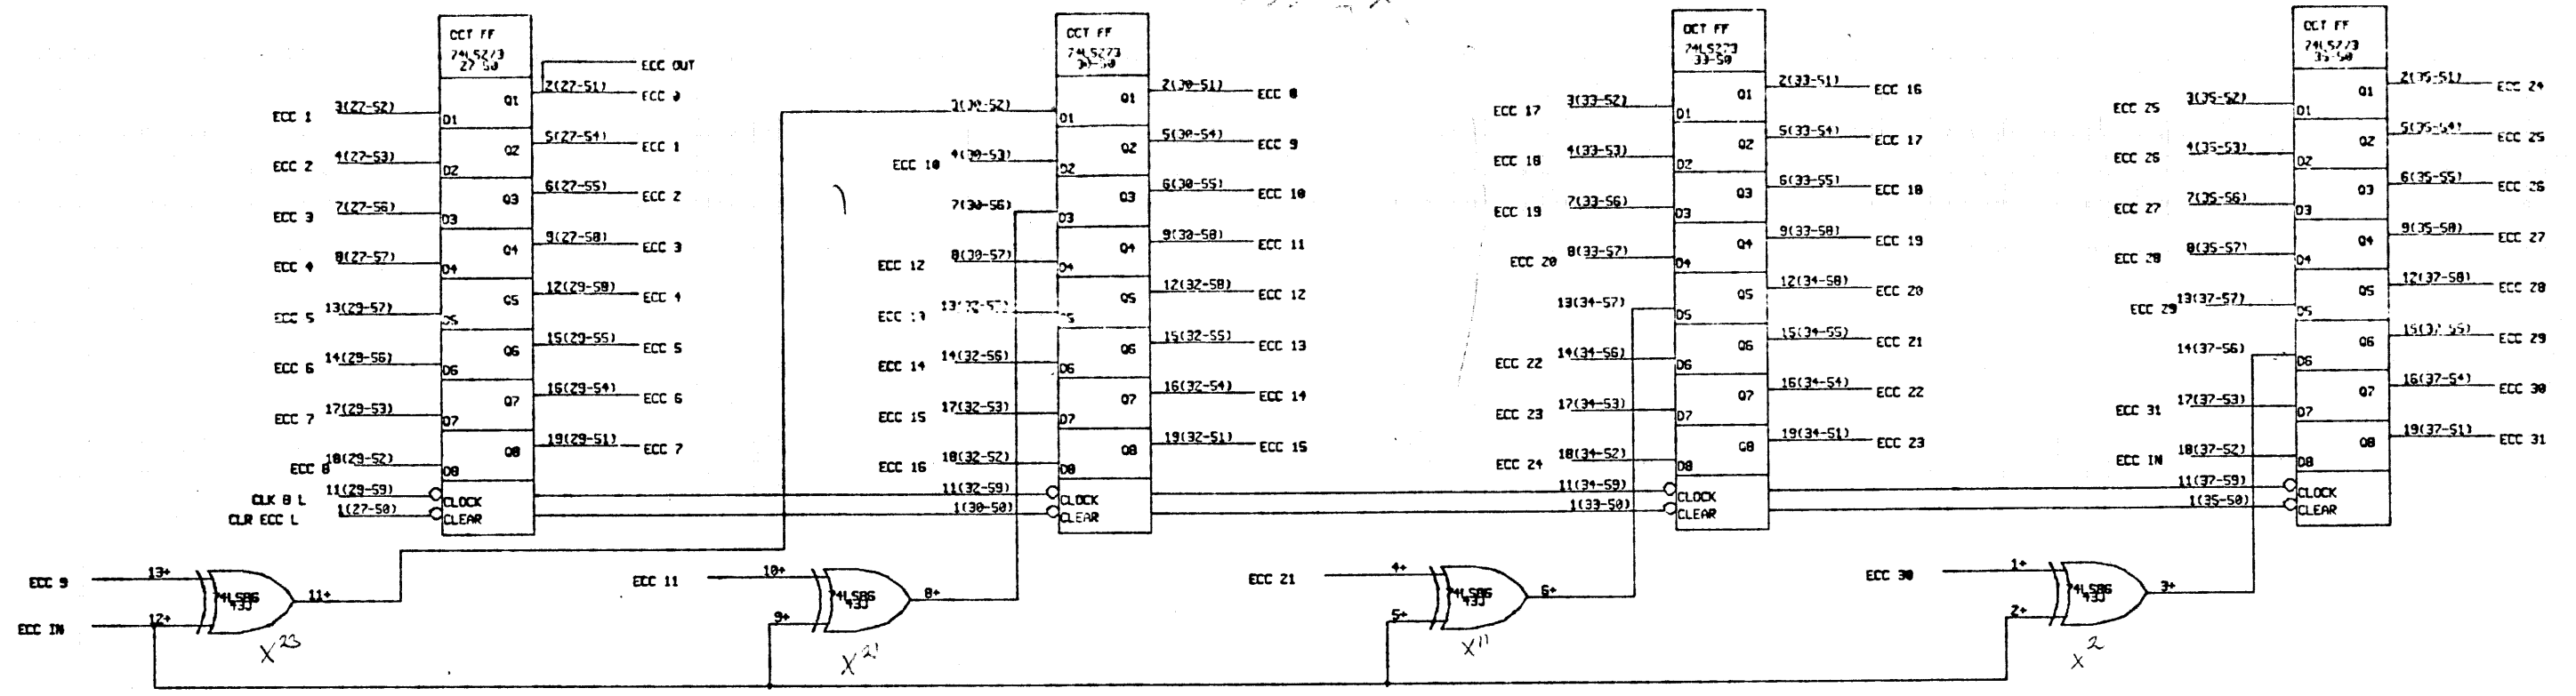 OCT FF
74LS273
27-50
ECC OUT
Q1 2(27-51) ECC 0
ECC 1 3(27-52) D1
Q2 5(27-54) ECC 1
ECC 2 4(27-53) D2
Q3 6(27-55) ECC 2
ECC 3 7(27-56) D3
Q4 9(27-58) ECC 3
ECC 4 8(27-57) D4
Q5 12(29-58) ECC 4
ECC 5 13(29-57) D5
Q6 15(29-55) ECC 5
ECC 6 14(29-56) D6
Q7 16(29-54) ECC 6
ECC 7 17(29-53) D7
Q8 19(29-51) ECC 7
ECC 8 18(29-52) D8
CLK B L 11(29-59) CLOCK
CLR ECC L 1(27-50) CLEAR
OCT FF
74LS273
30-50
Q1 2(30-51) ECC 8
3(30-52) D1
Q2 5(30-54) ECC 9
ECC 10 4(30-53) D2
Q3 6(30-55) ECC 10
7(30-56) D3
Q4 9(30-58) ECC 11
ECC 12 8(30-57) D4
Q5 12(32-58) ECC 12
ECC 13 13(32-57) D5
Q6 15(32-55) ECC 13
ECC 14 14(32-56) D6
Q7 16(32-54) ECC 14
ECC 15 17(32-53) D7
Q8 19(32-51) ECC 15
ECC 16 18(32-52) D8
11(32-59) CLOCK
1(30-50) CLEAR
OCT FF
74LS273
33-50
Q1 2(33-51) ECC 16
ECC 17 3(33-52) D1
Q2 5(33-54) ECC 17
ECC 18 4(33-53) D2
Q3 6(33-55) ECC 18
ECC 19 7(33-56) D3
Q4 9(33-58) ECC 19
ECC 20 8(33-57) D4
Q5 12(34-58) ECC 20
13(34-57) D5
Q6 15(34-55) ECC 21
ECC 22 14(34-56) D6
Q7 16(34-54) ECC 22
ECC 23 17(34-53) D7
Q8 19(34-51) ECC 23
ECC 24 18(34-52) D8
11(34-59) CLOCK
1(33-50) CLEAR
OCT FF
74LS273
35-50
Q1 2(35-51) ECC 24
ECC 25 3(35-52) D1
Q2 5(35-54) ECC 25
ECC 26 4(35-53) D2
Q3 6(35-55) ECC 26
ECC 27 7(35-56) D3
Q4 9(35-58) ECC 27
ECC 28 8(35-57) D4
Q5 12(37-58) ECC 28
ECC 29 13(37-57) D5
Q6 15(37-55) ECC 29
14(37-56) D6
Q7 16(37-54) ECC 30
ECC 31 17(37-53) D7
Q8 19(37-51) ECC 31
ECC IN 18(37-52) D8
11(37-59) CLOCK
1(35-50) CLEAR
ECC 9 13+
74LS86
43J
11+
ECC IN 12+
X23
ECC 11 10+
74LS86
43J
8+
9+
X21
ECC 21 4+
74LS86
43J
6+
5+
X11
ECC 30 1+
74LS86
43J
3+
2+
X2